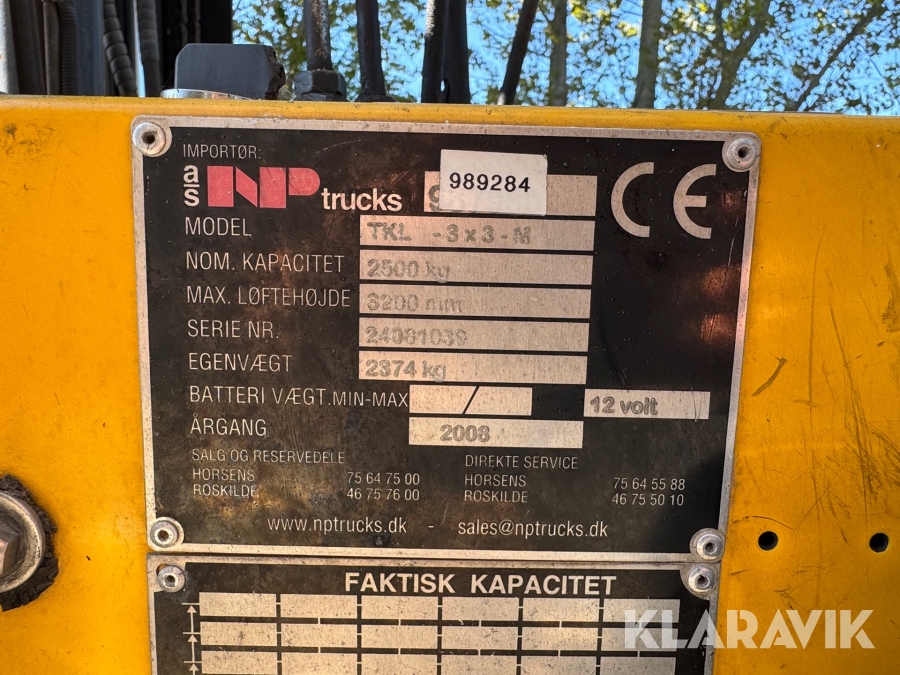 IMPORTØR:
a/s NP trucks
989284
CE
MODEL TKL -3x3-M
NOM. KAPACITET 2500 kg
MAX. LØFTEHØJDE 3200 mm
SERIE NR. 24081039
EGENVÆGT 2374 kg
BATTERI VÆGT.MIN-MAX / 12 volt
ÅRGANG 2008
SALG OG RESERVEDELE DIREKTE SERVICE
HORSENS 75 64 75 00 HORSENS 75 64 55 88
ROSKILDE 46 75 76 00 ROSKILDE 46 75 50 10
www.nptrucks.dk - sales@nptrucks.dk
FAKTISK KAPACITET
KLARAVIK